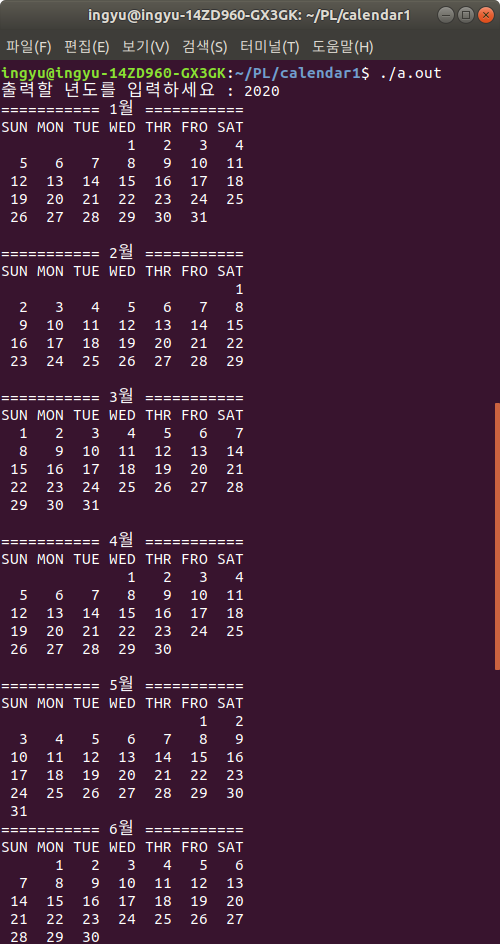 ingyu@ingyu-14ZD960-GX3GK: ~/PL/calendar1
파일(F) 편집(E) 보기(V) 검색(S) 터미널(T) 도움말(H)
ingyu@ingyu-14ZD960-GX3GK:~/PL/calendar1$ ./a.out
출력할 년도를 입력하세요 : 2020
=========== 1월 ===========
SUN MON TUE WED THR FRO SAT
              1   2   3   4
  5   6   7   8   9  10  11
 12  13  14  15  16  17  18
 19  20  21  22  23  24  25
 26  27  28  29  30  31
=========== 2월 ===========
SUN MON TUE WED THR FRO SAT
                          1
  2   3   4   5   6   7   8
  9  10  11  12  13  14  15
 16  17  18  19  20  21  22
 23  24  25  26  27  28  29
=========== 3월 ===========
SUN MON TUE WED THR FRO SAT
  1   2   3   4   5   6   7
  8   9  10  11  12  13  14
 15  16  17  18  19  20  21
 22  23  24  25  26  27  28
 29  30  31
=========== 4월 ===========
SUN MON TUE WED THR FRO SAT
              1   2   3   4
  5   6   7   8   9  10  11
 12  13  14  15  16  17  18
 19  20  21  22  23  24  25
 26  27  28  29  30
=========== 5월 ===========
SUN MON TUE WED THR FRO SAT
                      1   2
  3   4   5   6   7   8   9
 10  11  12  13  14  15  16
 17  18  19  20  21  22  23
 24  25  26  27  28  29  30
 31
=========== 6월 ===========
SUN MON TUE WED THR FRO SAT
      1   2   3   4   5   6
  7   8   9  10  11  12  13
 14  15  16  17  18  19  20
 21  22  23  24  25  26  27
 28  29  30